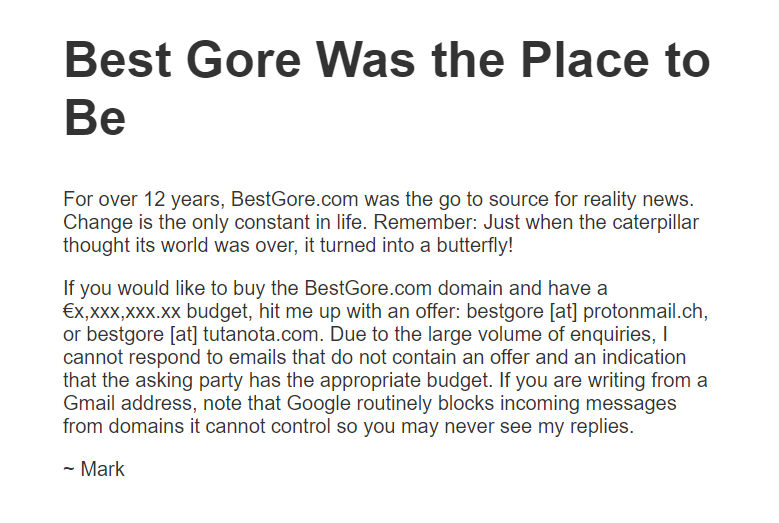 Best Gore Was the Place to
Be
For over 12 years, BestGore.com was the go to source for reality news.
Change is the only constant in life. Remember: Just when the caterpillar
thought its world was over, it turned into a butterfly!
If you would like to buy the BestGore.com domain and have a
€x,xxx,xxx.xx budget, hit me up with an offer: bestgore [at] protonmail.ch,
or bestgore [at] tutanota.com. Due to the large volume of enquiries, I
cannot respond to emails that do not contain an offer and an indication
that the asking party has the appropriate budget. If you are writing from a
Gmail address, note that Google routinely blocks incoming messages
from domains it cannot control so you may never see my replies.
~ Mark